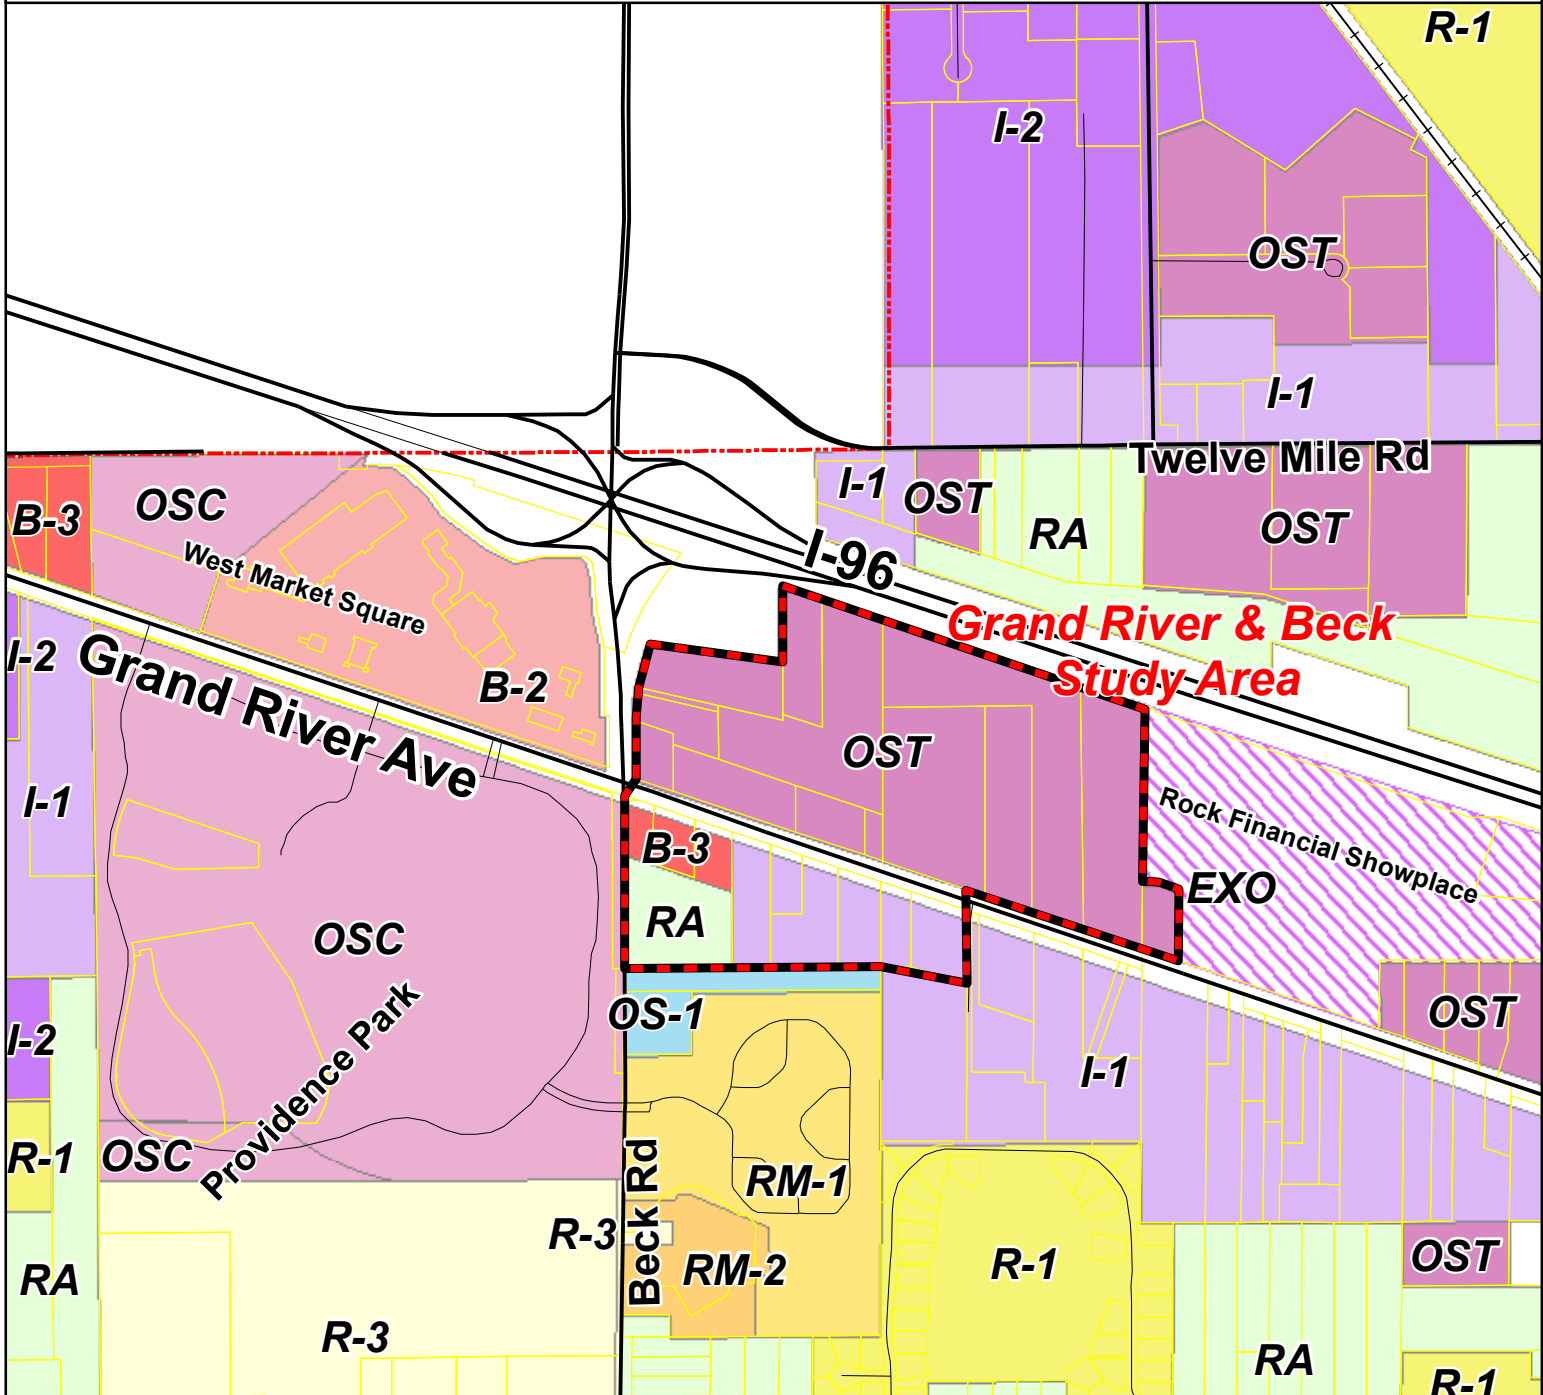 R-1
I-2
OST
I-1
Twelve Mile Rd
I-1
OST
B-3
OSC
RA
OST
I-96
West Market Square
Grand River & Beck
Study Area
I-2
Grand River Ave
B-2
OST
I-1
Rock Financial Showplace
B-3
EXO
RA
OSC
OS-1
OST
I-2
Providence Park
I-1
R-1
OSC
RM-1
Beck Rd
R-3
RM-2
R-1
OST
RA
R-3
RA
R-1